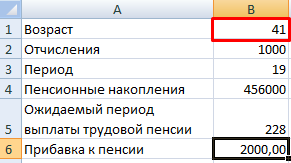 A B
1 Возраст 41
2 Отчисления 1000
3 Период 19
4 Пенсионные накопления 456000
Ожидаемый период
5 выплаты трудовой пенсии 228
6 Прибавка к пенсии 2000,00